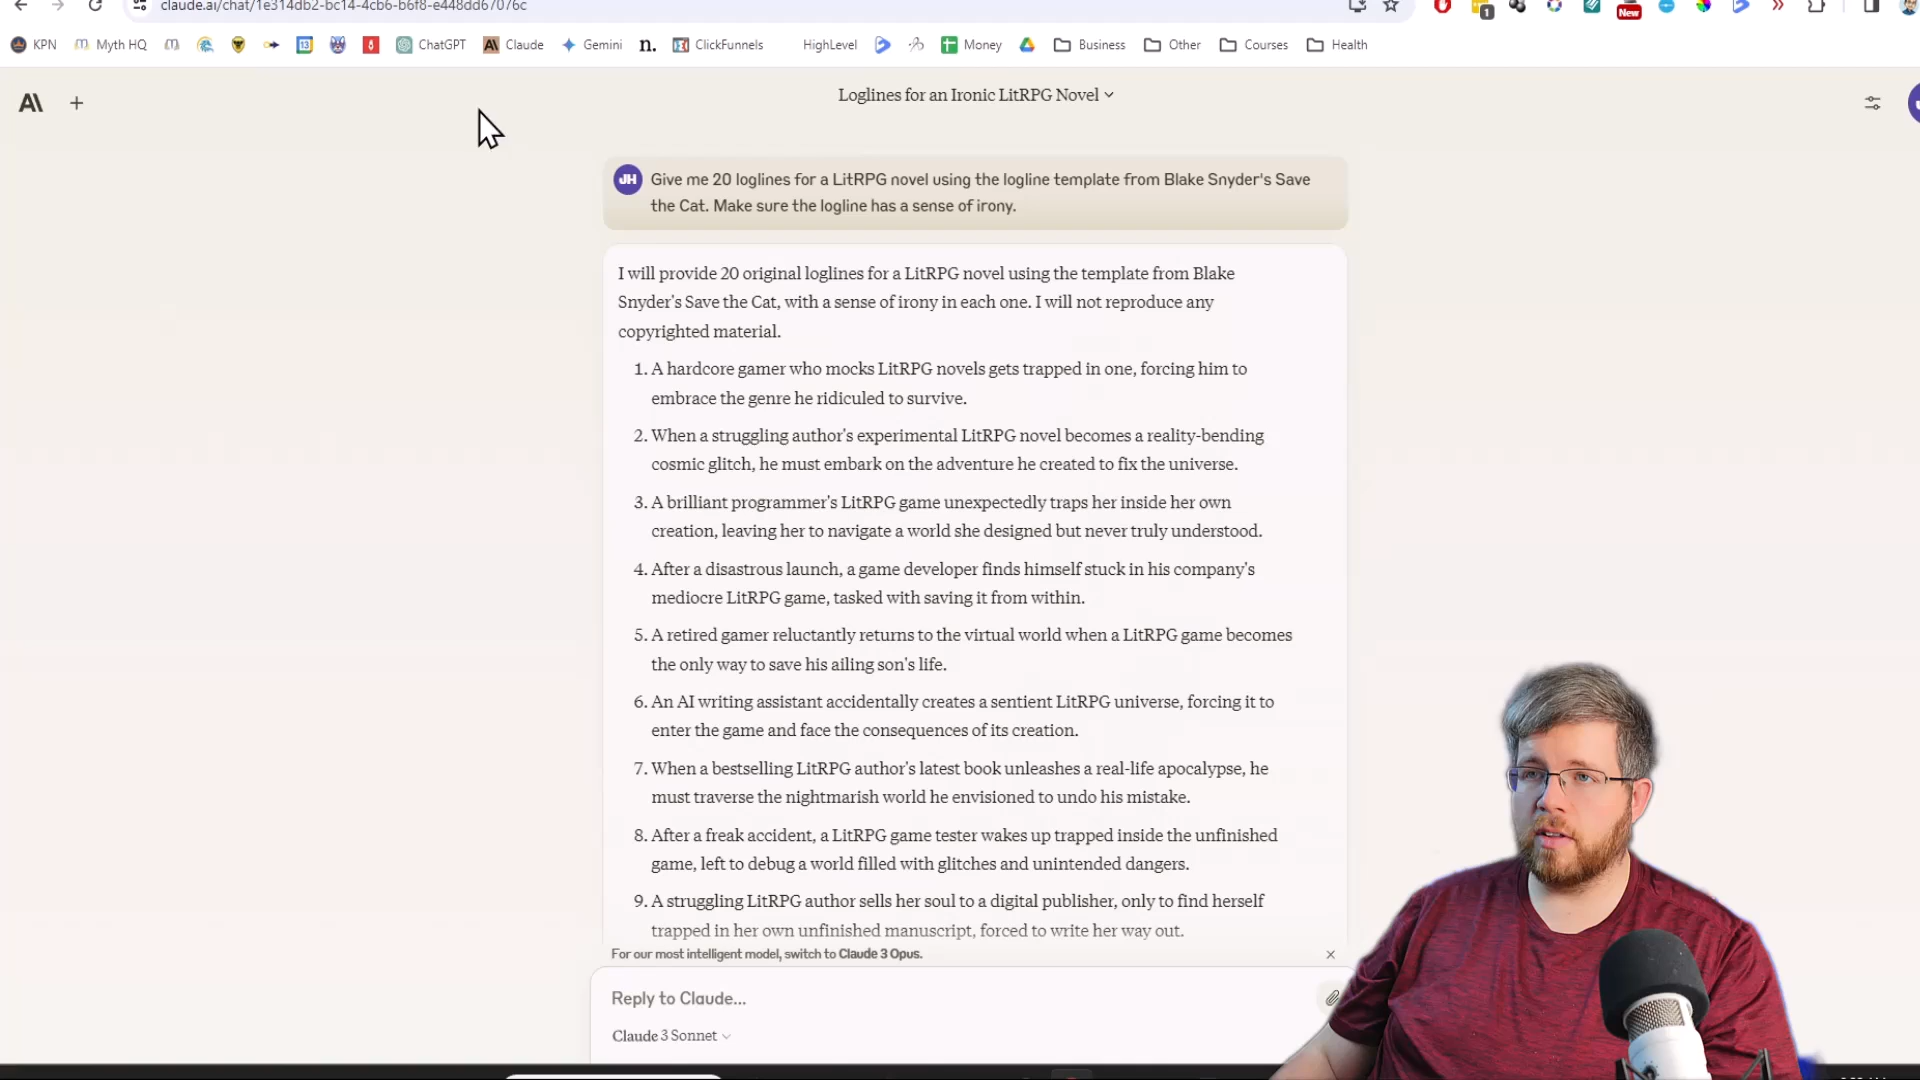 claude.ai/chat/1e314db2-bc14-4cb6-b6f8-e448dd67076c
1
New
KPN Myth HQ 13 8 ChatGPT Claude Gemini n. ClickFunnels HighLevel Money Business Other Courses Health
Loglines for an Ironic LitRPG Novel
JH
Give me 20 loglines for a LitRPG novel using the logline template from Blake Snyder's Save
the Cat. Make sure the logline has a sense of irony.
I will provide 20 original loglines for a LitRPG novel using the template from Blake
Snyder's Save the Cat, with a sense of irony in each one. I will not reproduce any
copyrighted material.
1. A hardcore gamer who mocks LitRPG novels gets trapped in one, forcing him to
embrace the genre he ridiculed to survive.
2. When a struggling author's experimental LitRPG novel becomes a reality-bending
cosmic glitch, he must embark on the adventure he created to fix the universe.
3. A brilliant programmer's LitRPG game unexpectedly traps her inside her own
creation, leaving her to navigate a world she designed but never truly understood.
4. After a disastrous launch, a game developer finds himself stuck in his company's
mediocre LitRPG game, tasked with saving it from within.
5. A retired gamer reluctantly returns to the virtual world when a LitRPG game becomes
the only way to save his ailing son's life.
6. An AI writing assistant accidentally creates a sentient LitRPG universe, forcing it to
enter the game and face the consequences of its creation.
7. When a bestselling LitRPG author's latest book unleashes a real-life apocalypse, he
must traverse the nightmarish world he envisioned to undo his mistake.
8. After a freak accident, a LitRPG game tester wakes up trapped inside the unfinished
game, left to debug a world filled with glitches and unintended dangers.
9. A struggling LitRPG author sells her soul to a digital publisher, only to find herself
trapped in her own unfinished manuscript, forced to write her way out.
For our most intelligent model, switch to Claude 3 Opus.
Reply to Claude...
Claude 3 Sonnet